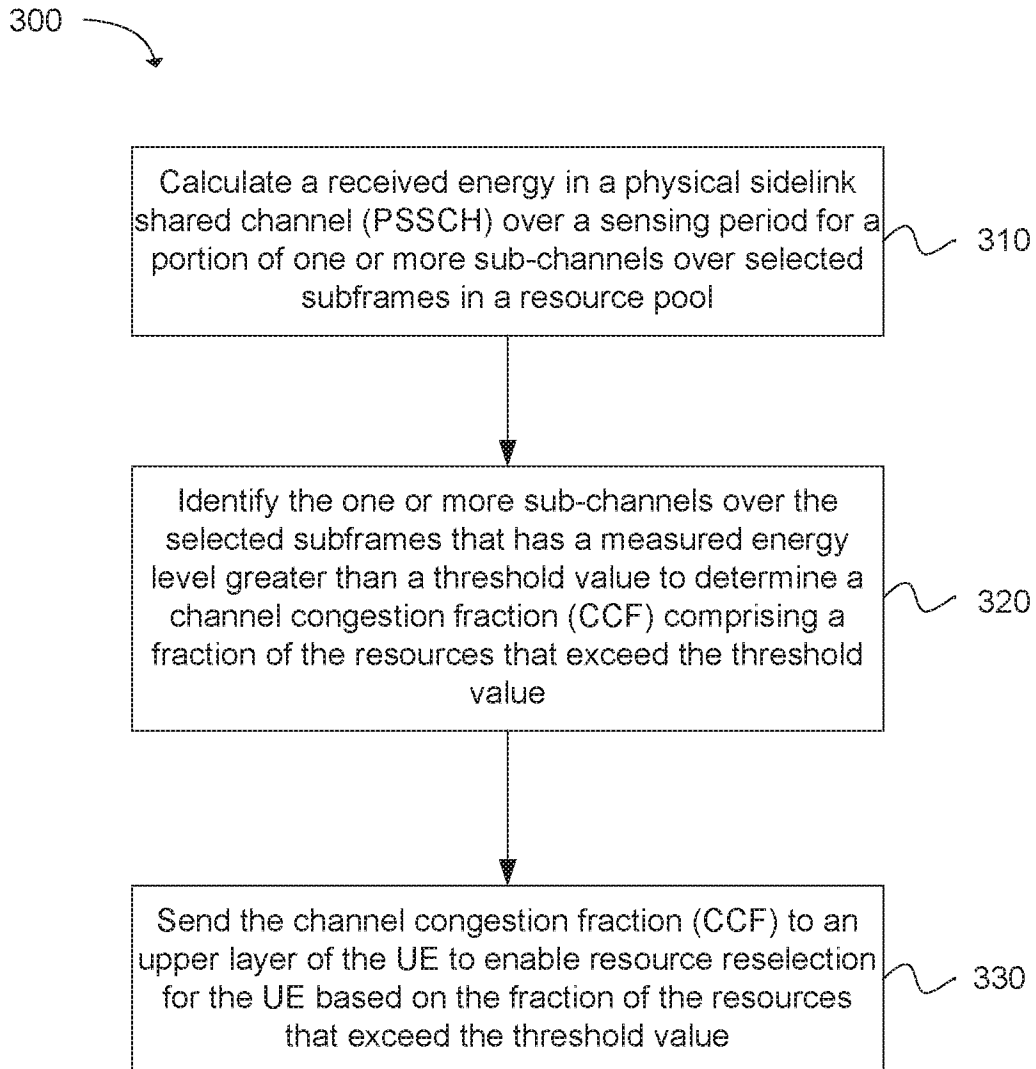 300
Calculate a received energy in a physical sidelink
shared channel (PSSCH) over a sensing period for a
portion of one or more sub-channels over selected
subframes in a resource pool
310
Identify the one or more sub-channels over the
selected subframes that has a measured energy
level greater than a threshold value to determine a
channel congestion fraction (CCF) comprising a
fraction of the resources that exceed the threshold
value
320
Send the channel congestion fraction (CCF) to an
upper layer of the UE to enable resource reselection
for the UE based on the fraction of the resources
that exceed the threshold value
330